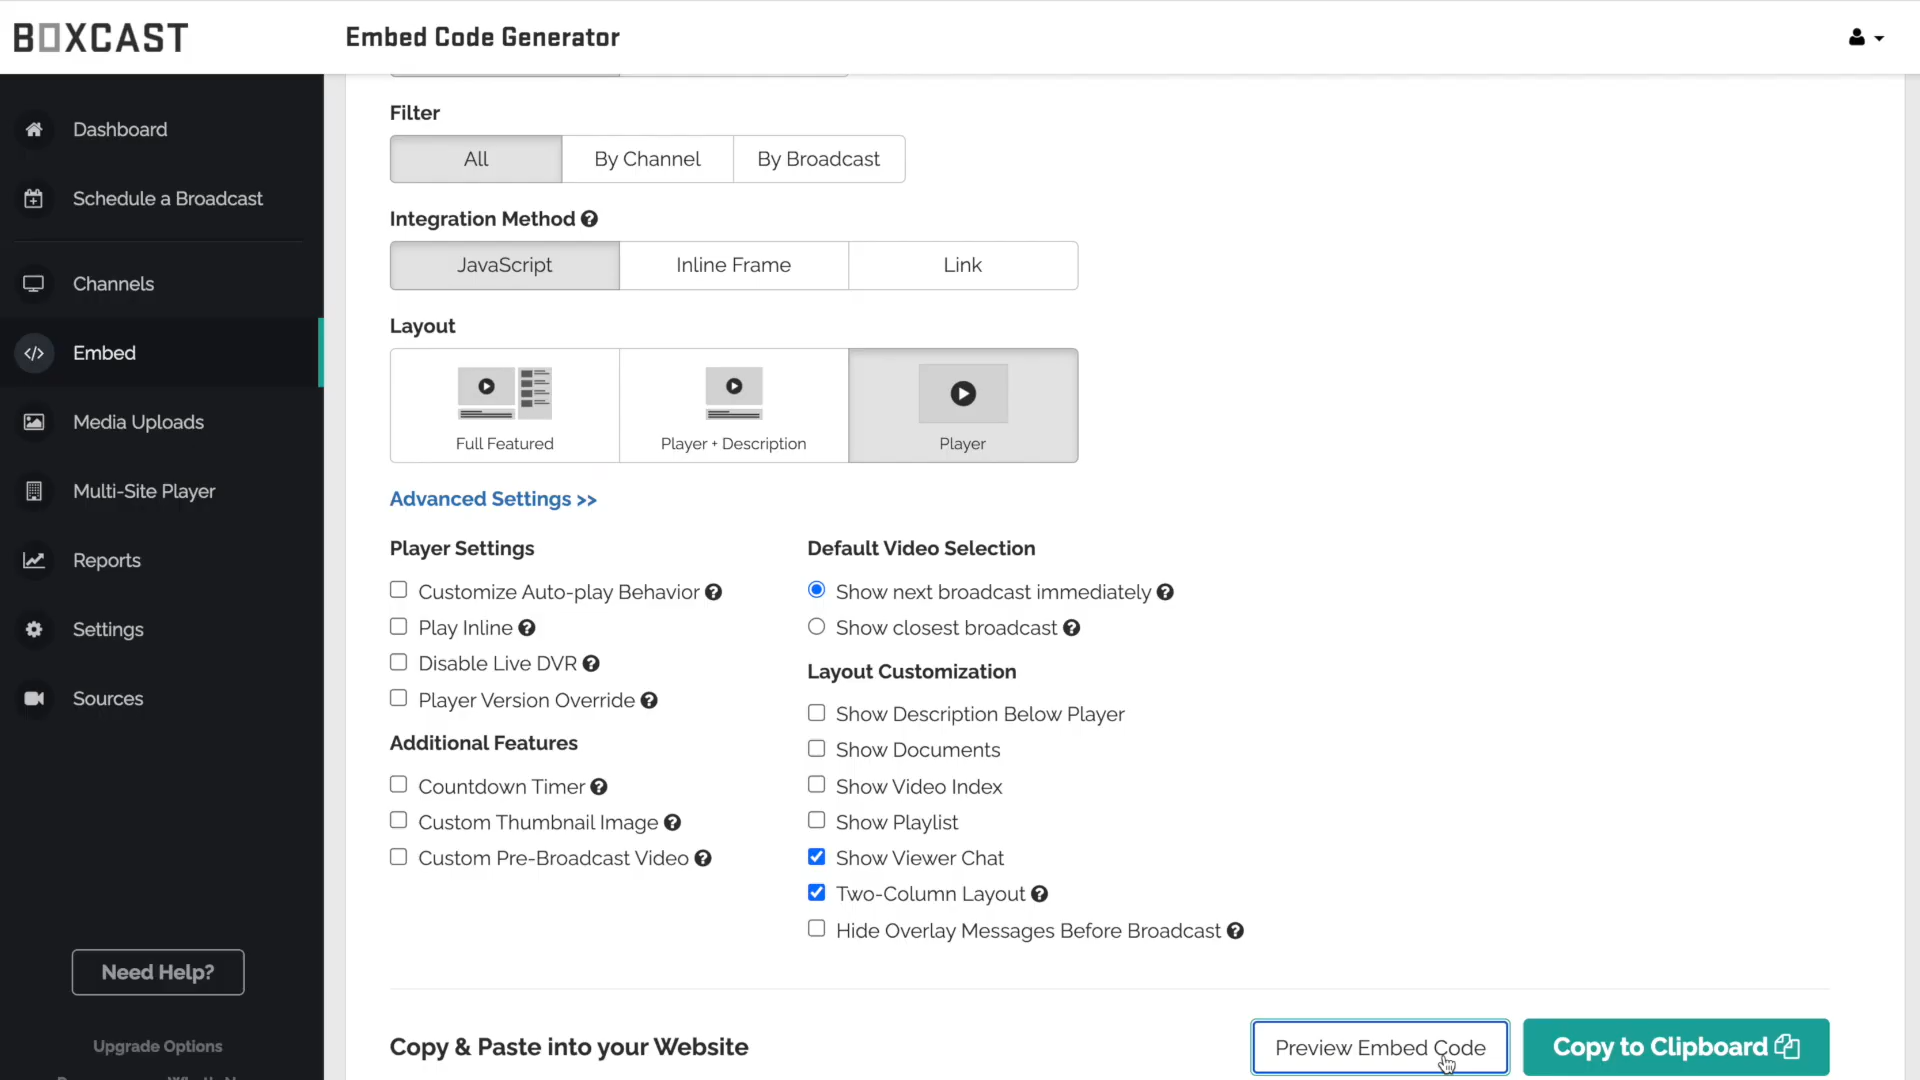 BOXCAST
Embed Code Generator
Dashboard
Schedule a Broadcast
Channels
Embed
Media Uploads
Multi-Site Player
Reports
Settings
Sources
Need Help?
Upgrade Options
Filter
All
By Channel
By Broadcast
Integration Method
JavaScript
Inline Frame
Link
Layout
Full Featured
Player + Description
Player
Advanced Settings >>
Player Settings
Customize Auto-play Behavior
Play Inline
Disable Live DVR
Player Version Override
Additional Features
Countdown Timer
Custom Thumbnail Image
Custom Pre-Broadcast Video
Default Video Selection
Show next broadcast immediately
Show closest broadcast
Layout Customization
Show Description Below Player
Show Documents
Show Video Index
Show Playlist
Show Viewer Chat
Two-Column Layout
Hide Overlay Messages Before Broadcast
Copy & Paste into your Website
Preview Embed Code
Copy to Clipboard